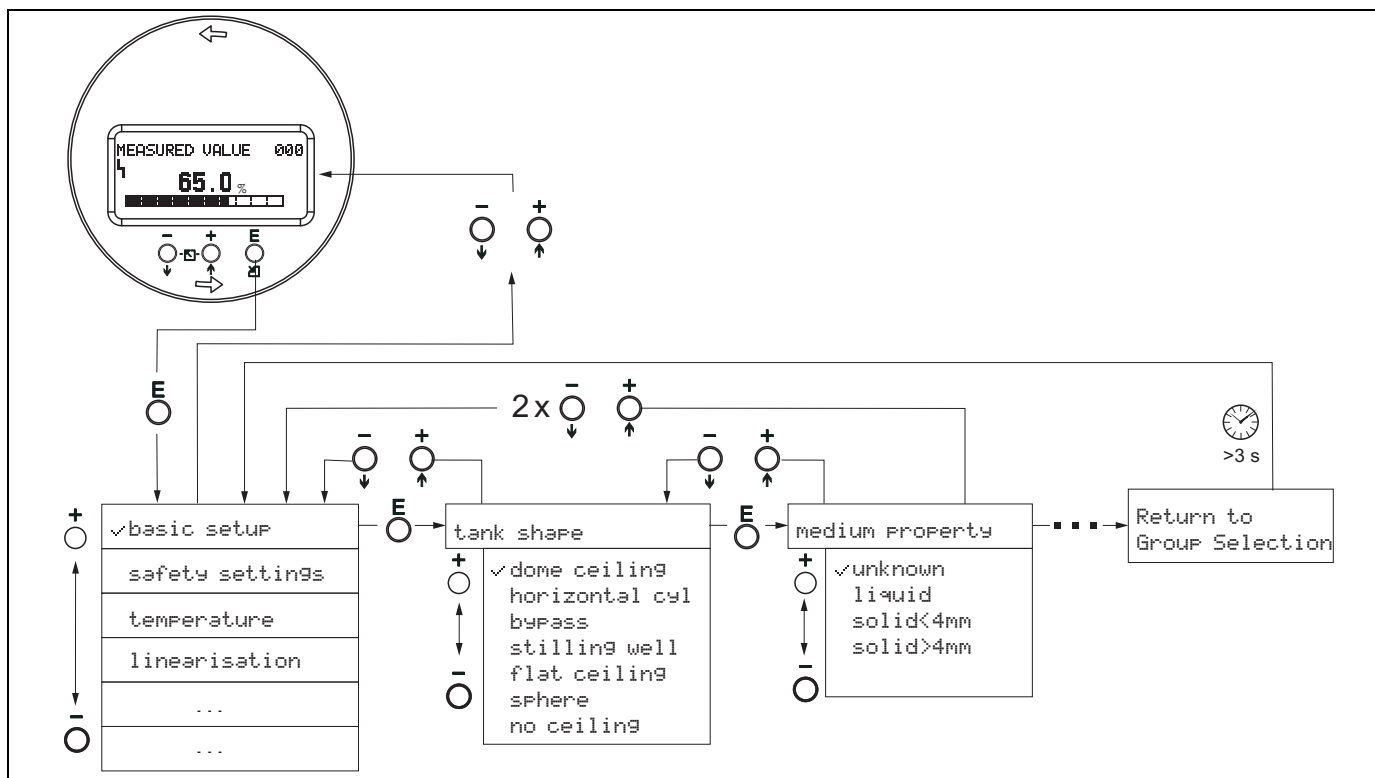 MEASURED VALUE 000
65.0 %
- + E
- +
E
2 x - +
- +
- +
>3 s
+
✓basic setup
safety settings
temperature
linearisation
...
...
-
E
tank shape
+
✓dome ceiling
horizontal cyl
bypass
stilling well
flat ceiling
sphere
no ceiling
-
E
medium property
+
✓unknown
liquid
solid<4mm
solid>4mm
-
Return to
Group Selection